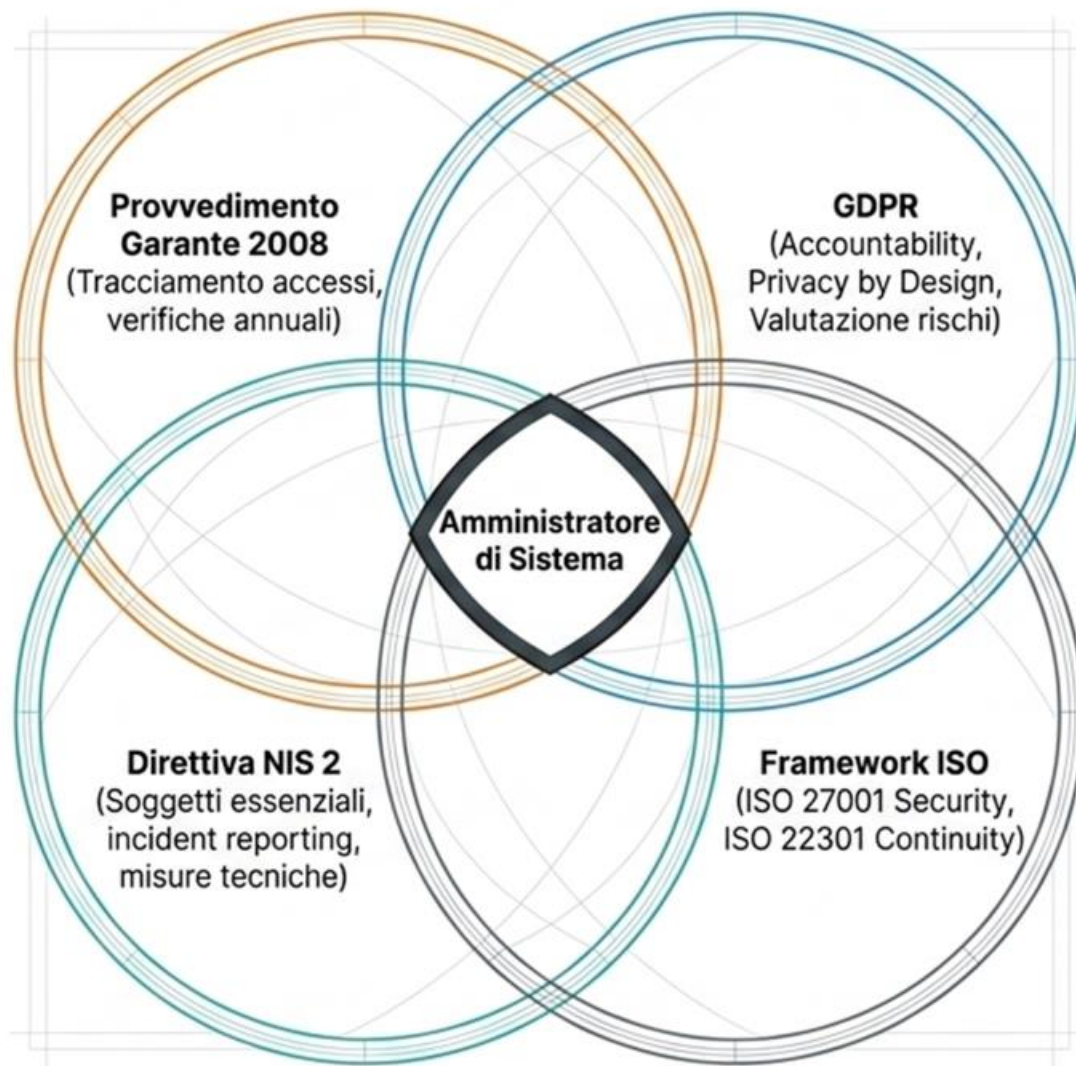 Provvedimento
Garante 2008
(Tracciamento accessi,
verifiche annuali)
GDPR
(Accountability,
Privacy by Design,
Valutazione rischi)
Amministratore
di Sistema
Direttiva NIS 2
(Soggetti essenziali,
incident reporting,
misure tecniche)
Framework ISO
(ISO 27001 Security,
ISO 22301 Continuity)